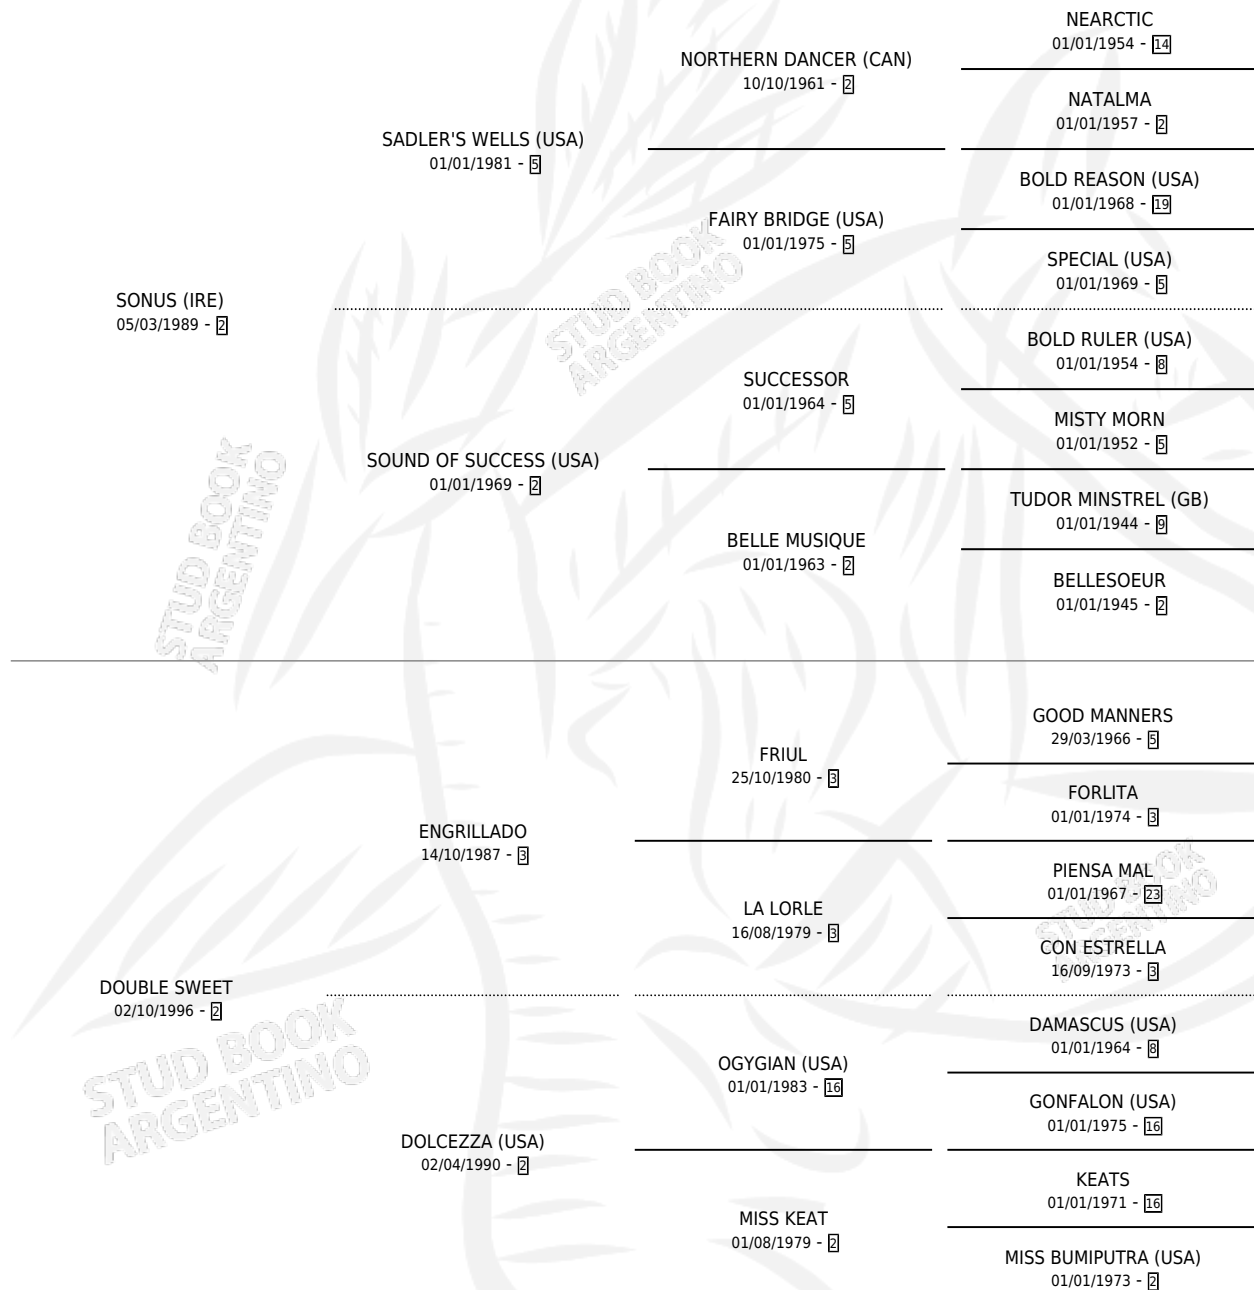 NEARCTIC
01/01/1954 - 14
NORTHERN DANCER (CAN)
10/10/1961 - 2
NATALMA
01/01/1957 - 2
SADLER'S WELLS (USA)
01/01/1981 - 5
BOLD REASON (USA)
01/01/1968 - 19
FAIRY BRIDGE (USA)
01/01/1975 - 5
SPECIAL (USA)
01/01/1969 - 5
STUD BOOK
ARGENTINO
SONUS (IRE)
05/03/1989 - 2
BOLD RULER (USA)
01/01/1954 - 8
SUCCESSOR
01/01/1964 - 5
MISTY MORN
01/01/1952 - 5
SOUND OF SUCCESS (USA)
01/01/1969 - 2
TUDOR MINSTREL (GB)
01/01/1944 - 9
BELLE MUSIQUE
01/01/1963 - 2
BELLESOEUR
01/01/1945 - 2
STUD BOOK
ARGENTINO
GOOD MANNERS
29/03/1966 - 5
FRIUL
25/10/1980 - 3
FORLITA
01/01/1974 - 3
ENGRILLADO
14/10/1987 - 3
PIENSA MAL
01/01/1967 - 23
LA LORLE
16/08/1979 - 3
CON ESTRELLA
16/09/1973 - 3
STUD BOOK
ARGENTINO
DOUBLE SWEET
02/10/1996 - 2
DAMASCUS (USA)
01/01/1964 - 8
OGYGIAN (USA)
01/01/1983 - 16
GONFALON (USA)
01/01/1975 - 16
STUD BOOK
ARGENTINO
DOLCEZZA (USA)
02/04/1990 - 2
KEATS
01/01/1971 - 16
MISS KEAT
01/08/1979 - 2
MISS BUMIPUTRA (USA)
01/01/1973 - 2